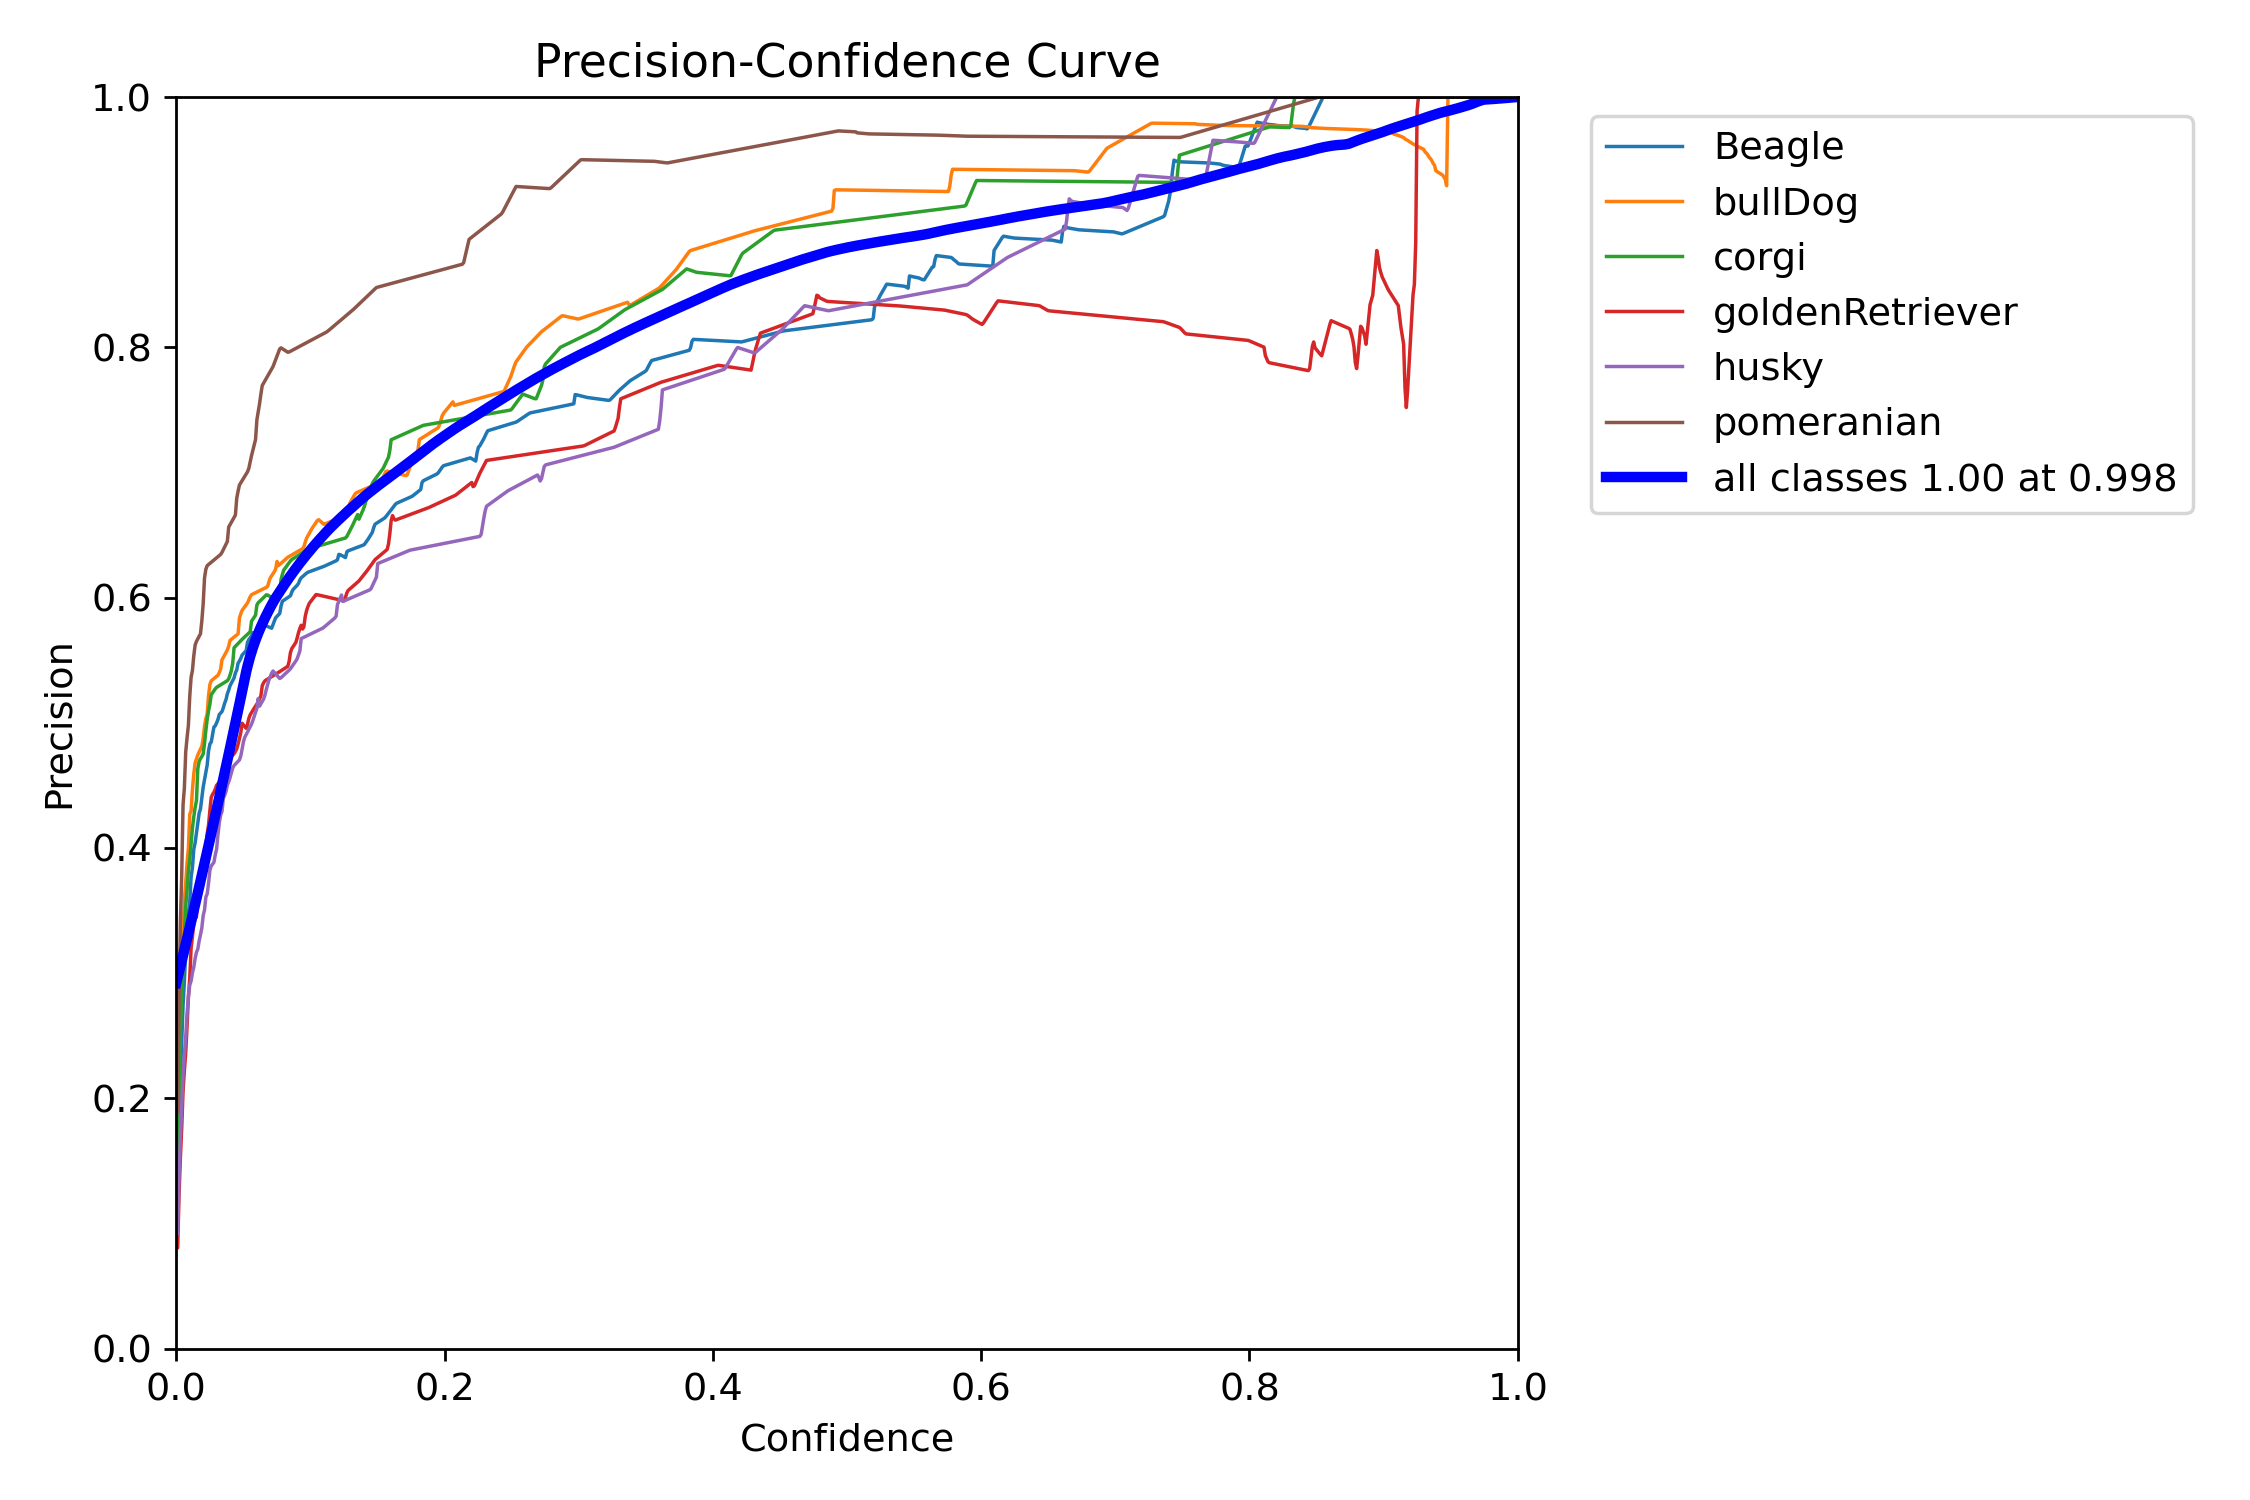 Precision-Confidence Curve
1.0
0.8
0.6
0.4
0.2
0.0
Precision
0.0 0.2 0.4 0.6 0.8 1.0
Confidence
Beagle
bullDog
corgi
goldenRetriever
husky
pomeranian
all classes 1.00 at 0.998